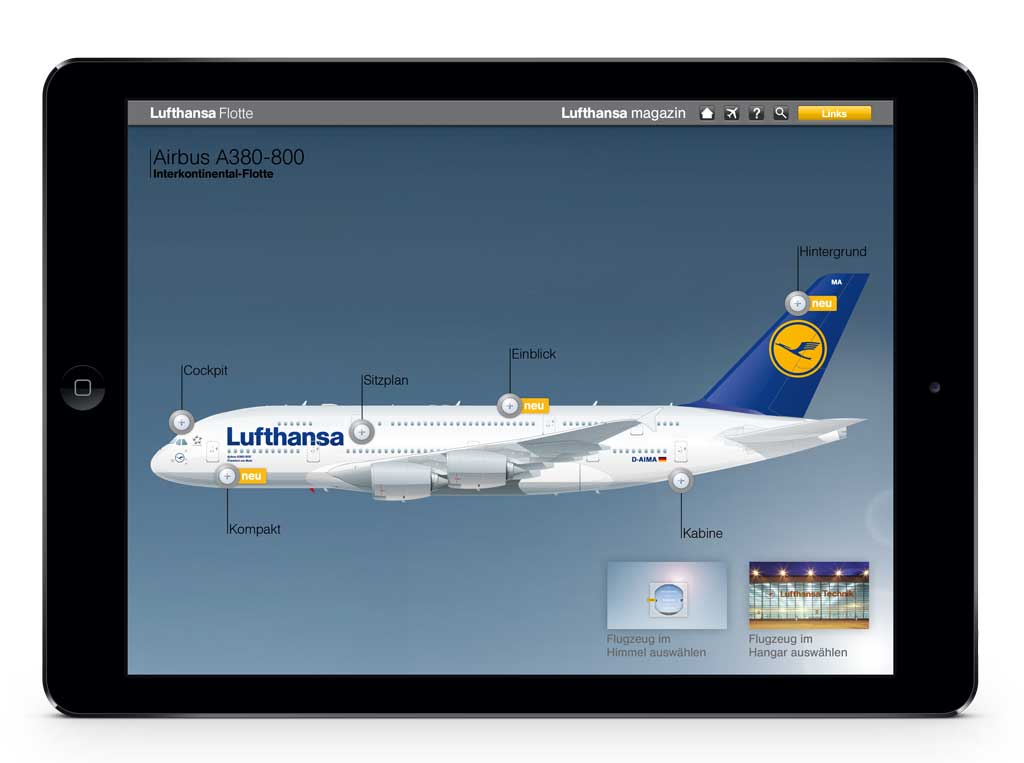 Lufthansa Flotte
Lufthansa magazin
?
Links
Airbus A380-800
Interkontinental-Flotte
Hintergrund
MA
neu
Einblick
neu
Cockpit
Sitzplan
Lufthansa
D-AIMA
neu
Kompakt
Kabine
Lufthansa Technik
Flugzeug im
Himmel auswählen
Flugzeug im
Hangar auswählen